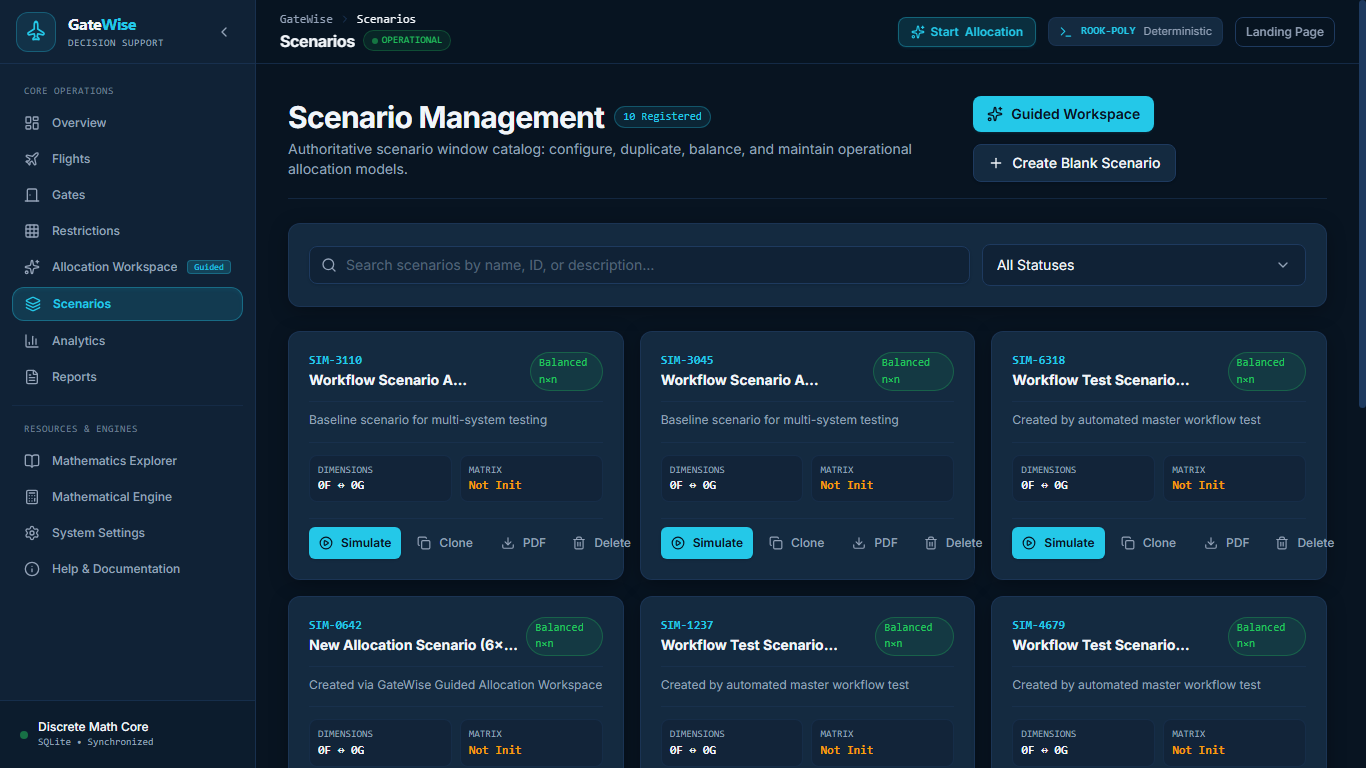 GateWise
DECISION SUPPORT
CORE OPERATIONS
Overview
Flights
Gates
Restrictions
Allocation Workspace Guided
Scenarios
Analytics
Reports
RESOURCES & ENGINES
Mathematics Explorer
Mathematical Engine
System Settings
Help & Documentation
Discrete Math Core
SQLite • Synchronized
GateWise > Scenarios
Scenarios OPERATIONAL
Start Allocation
ROOK-POLY Deterministic
Landing Page
Scenario Management 10 Registered
Authoritative scenario window catalog: configure, duplicate, balance, and maintain operational
allocation models.
Guided Workspace
+ Create Blank Scenario
Search scenarios by name, ID, or description...
All Statuses
SIM-3110
Workflow Scenario A...
Balanced
n×n
Baseline scenario for multi-system testing
DIMENSIONS
0F ↔ 0G
MATRIX
Not Init
Simulate Clone PDF Delete
SIM-3045
Workflow Scenario A...
Balanced
n×n
Baseline scenario for multi-system testing
DIMENSIONS
0F ↔ 0G
MATRIX
Not Init
Simulate Clone PDF Delete
SIM-6318
Workflow Test Scenario...
Balanced
n×n
Created by automated master workflow test
DIMENSIONS
0F ↔ 0G
MATRIX
Not Init
Simulate Clone PDF Delete
SIM-0642
New Allocation Scenario (6×...
Balanced
n×n
Created via GateWise Guided Allocation Workspace
DIMENSIONS
0F ↔ 0G
MATRIX
Not Init
SIM-1237
Workflow Test Scenario...
Balanced
n×n
Created by automated master workflow test
DIMENSIONS
0F ↔ 0G
MATRIX
Not Init
SIM-4679
Workflow Test Scenario...
Balanced
n×n
Created by automated master workflow test
DIMENSIONS
0F ↔ 0G
MATRIX
Not Init